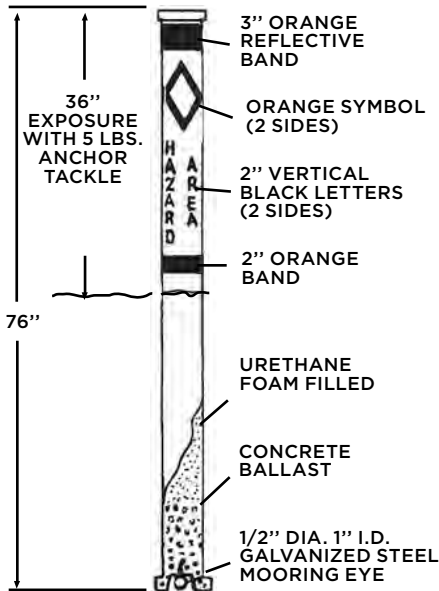 3'' ORANGE
REFLECTIVE
BAND
36''
EXPOSURE
WITH 5 LBS.
ANCHOR
TACKLE
ORANGE SYMBOL
(2 SIDES)
HAZARD
AREA
2'' VERTICAL
BLACK LETTERS
(2 SIDES)
2'' ORANGE
BAND
76''
URETHANE
FOAM FILLED
CONCRETE
BALLAST
1/2'' DIA. 1'' I.D.
GALVANIZED STEEL
MOORING EYE